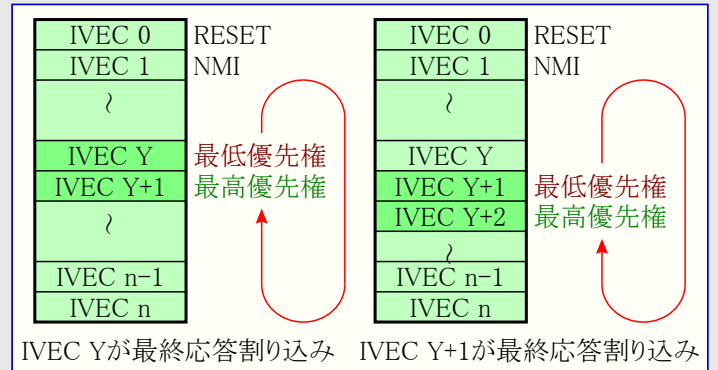 IVEC 0 RESET
IVEC 1 NMI
~
IVEC Y 最低優先権
IVEC Y+1 最高優先権
~
IVEC n-1
IVEC n
IVEC Yが最終応答割り込み
IVEC 0 RESET
IVEC 1 NMI
~
IVEC Y
IVEC Y+1 最低優先権
IVEC Y+2 最高優先権
~
IVEC n-1
IVEC n
IVEC Y+1が最終応答割り込み